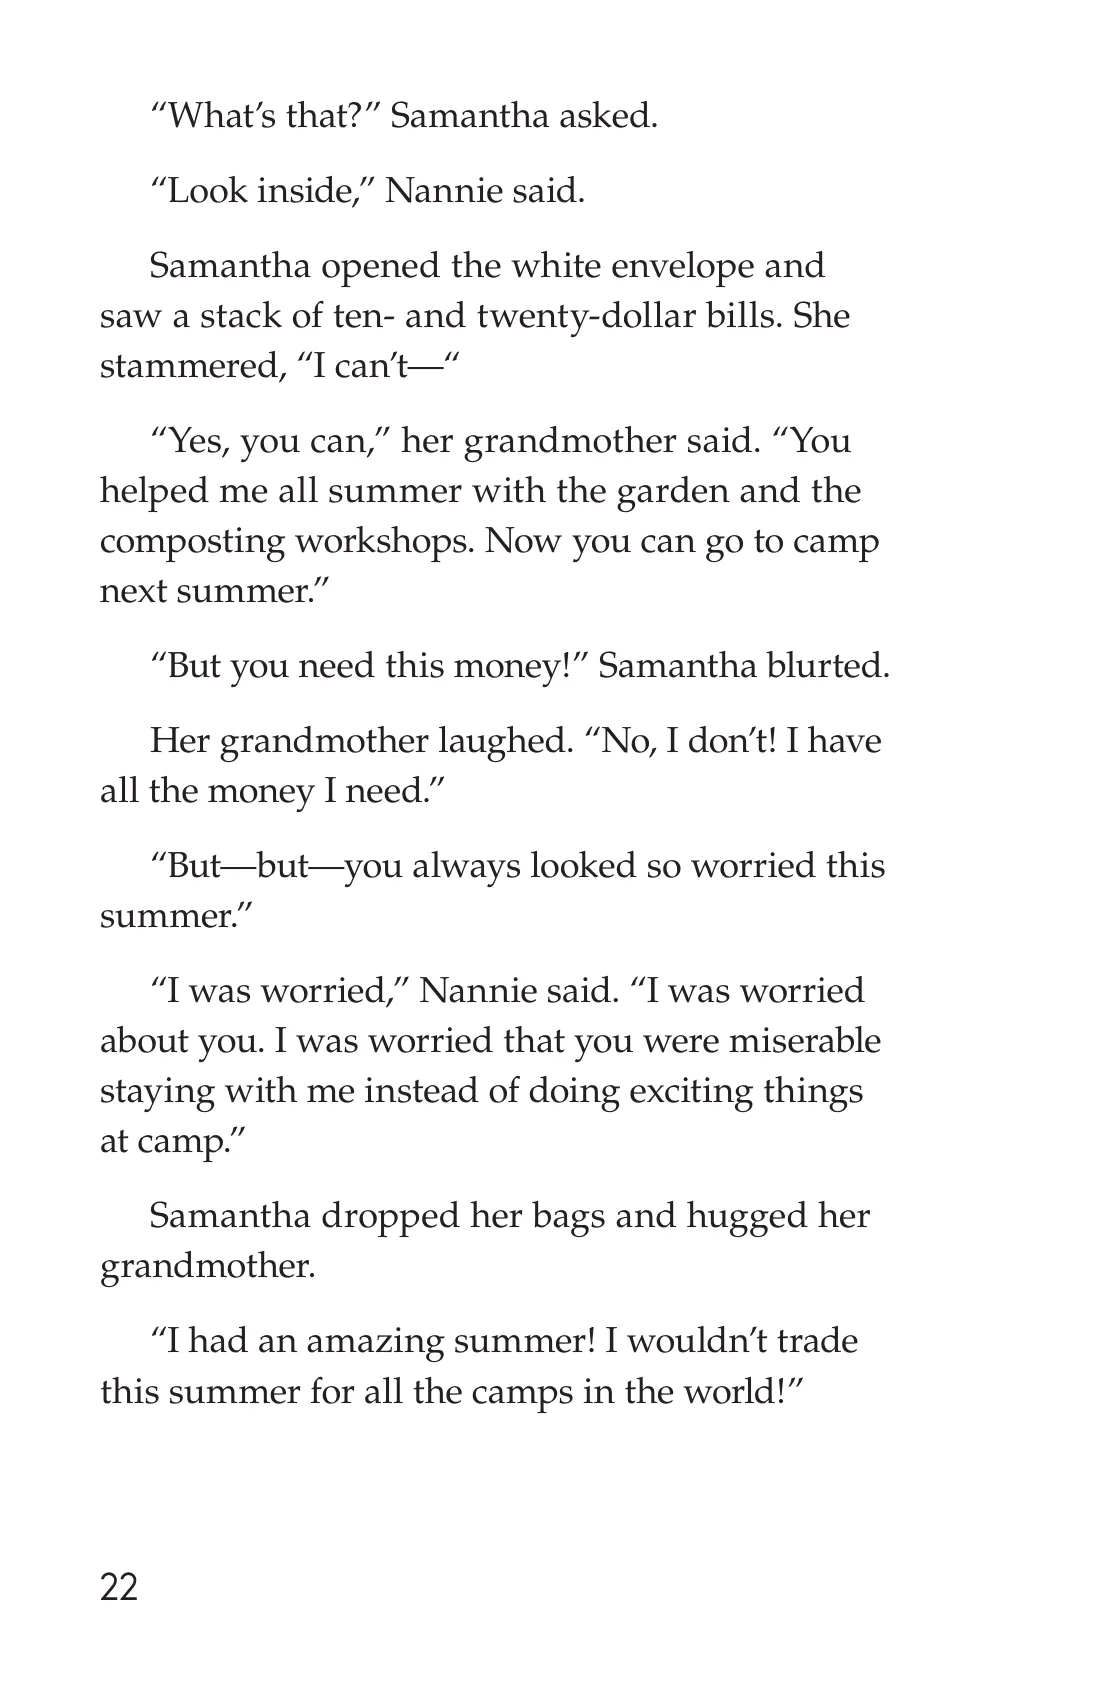 “What’s that?” Samantha asked.
“Look inside,” Nannie said.
Samantha opened the white envelope and
saw a stack of ten- and twenty-dollar bills. She
stammered, “I can’t—“
“Yes, you can,” her grandmother said. “You
helped me all summer with the garden and the
composting workshops. Now you can go to camp
next summer.”
“But you need this money!” Samantha blurted.
Her grandmother laughed. “No, I don’t! I have
all the money I need.”
“But—but—you always looked so worried this
summer.”
“I was worried,” Nannie said. “I was worried
about you. I was worried that you were miserable
staying with me instead of doing exciting things
at camp.”
Samantha dropped her bags and hugged her
grandmother.
“I had an amazing summer! I wouldn’t trade
this summer for all the camps in the world!”
22